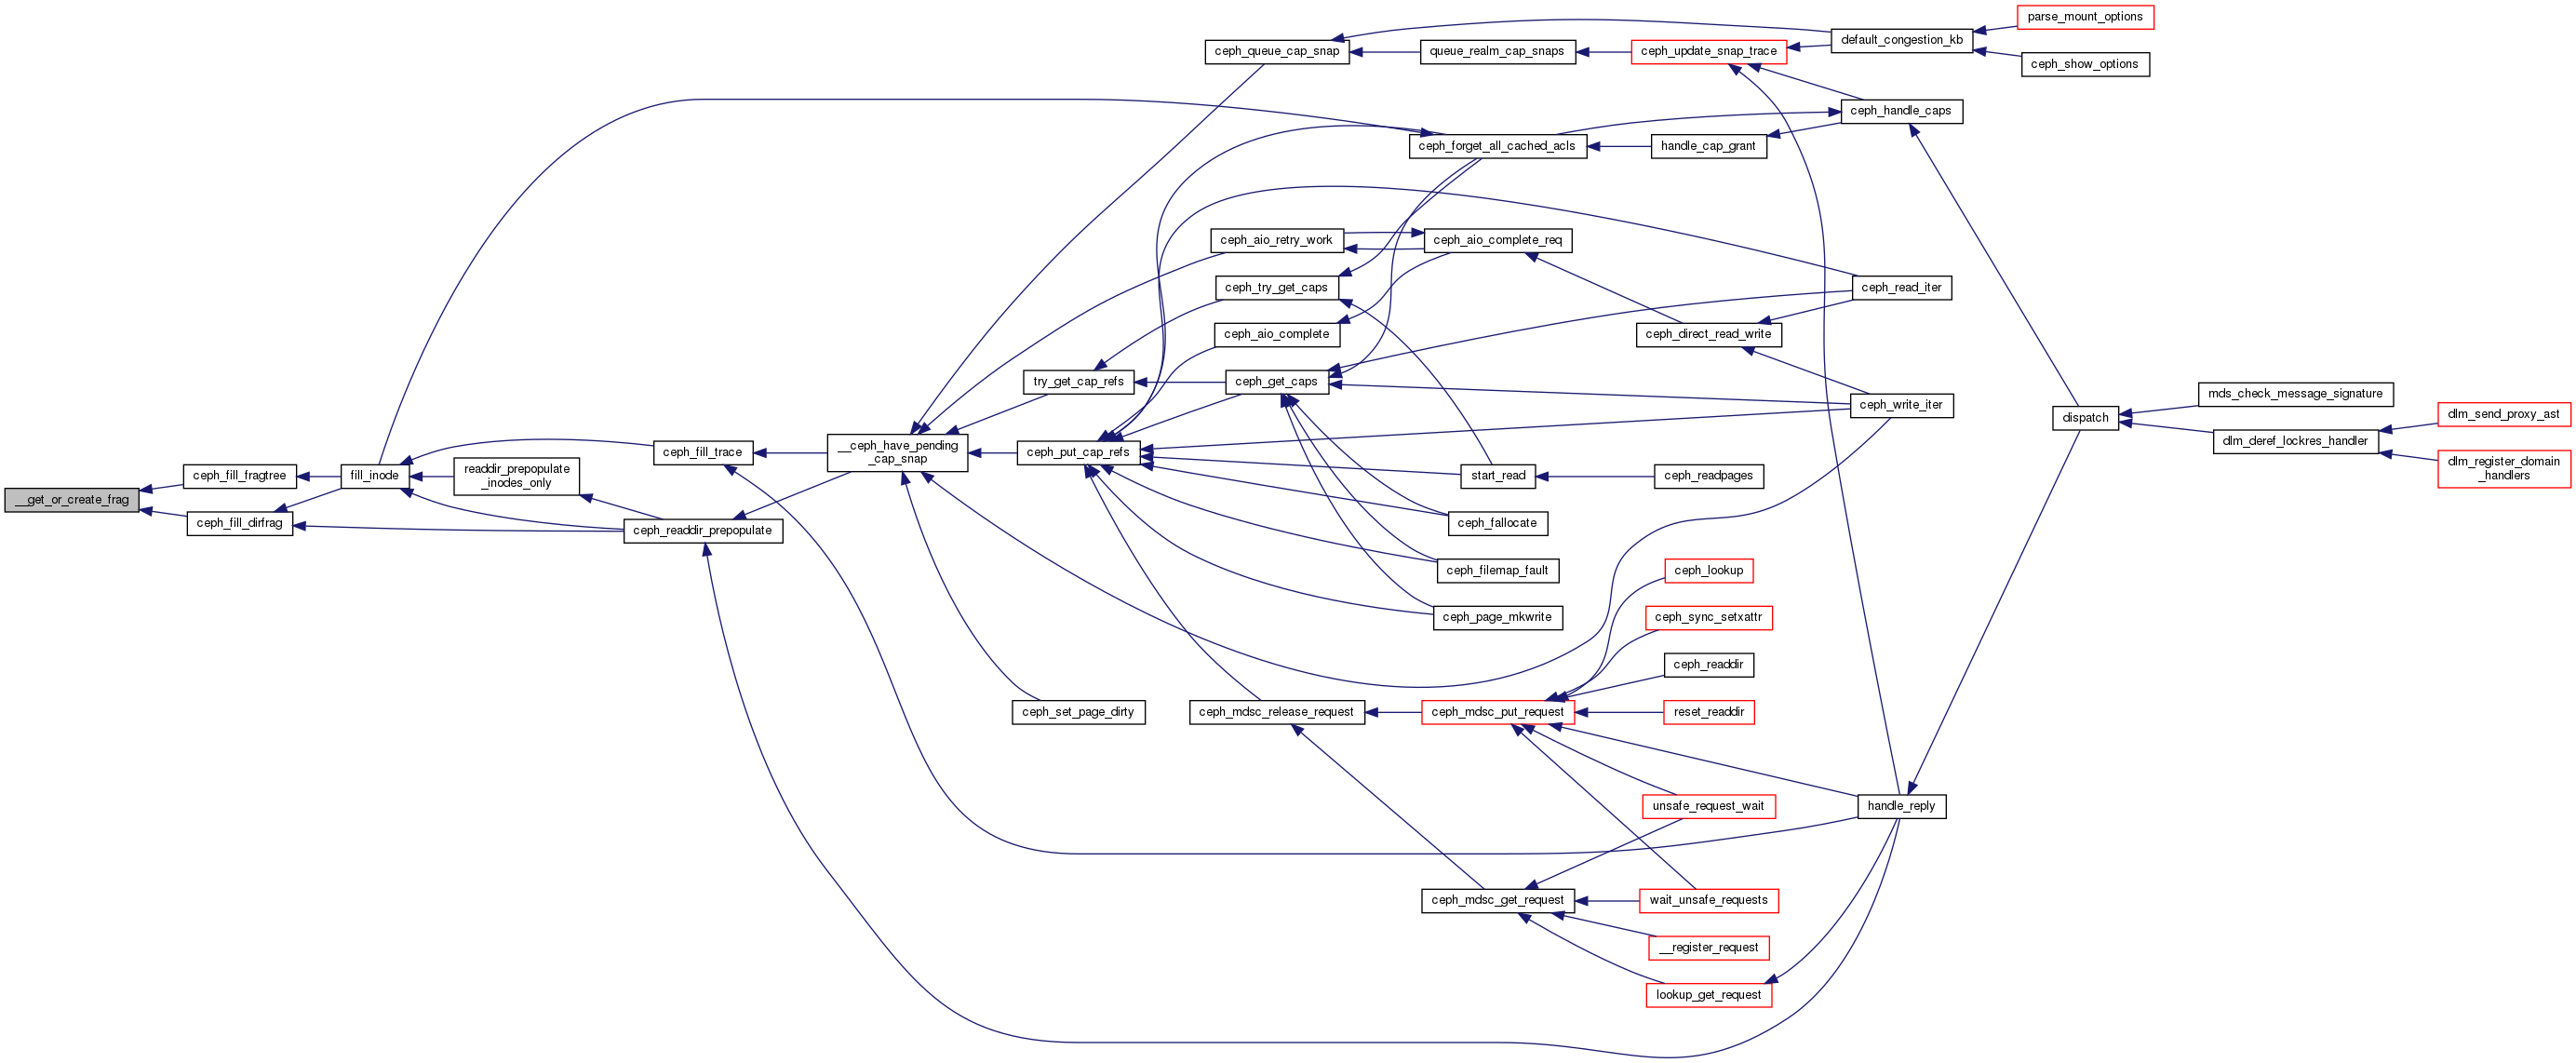 __get_or_create_frag
ceph_fill_fragtree
ceph_fill_dirfrag
fill_inode
readdir_prepopulate
_inodes_only
ceph_fill_trace
ceph_readdir_prepopulate
__ceph_have_pending
_cap_snap
try_get_cap_refs
ceph_put_cap_refs
ceph_set_page_dirty
ceph_queue_cap_snap
ceph_aio_retry_work
ceph_try_get_caps
ceph_aio_complete
ceph_get_caps
ceph_mdsc_release_request
queue_realm_cap_snaps
ceph_forget_all_cached_acls
ceph_aio_complete_req
start_read
ceph_fallocate
ceph_filemap_fault
ceph_page_mkwrite
ceph_mdsc_put_request
ceph_mdsc_get_request
ceph_update_snap_trace
handle_cap_grant
ceph_direct_read_write
ceph_readpages
ceph_lookup
ceph_sync_setxattr
ceph_readdir
reset_readdir
unsafe_request_wait
wait_unsafe_requests
__register_request
lookup_get_request
default_congestion_kb
ceph_handle_caps
ceph_read_iter
ceph_write_iter
handle_reply
parse_mount_options
ceph_show_options
dispatch
mds_check_message_signature
dlm_deref_lockres_handler
dlm_send_proxy_ast
dlm_register_domain
_handlers